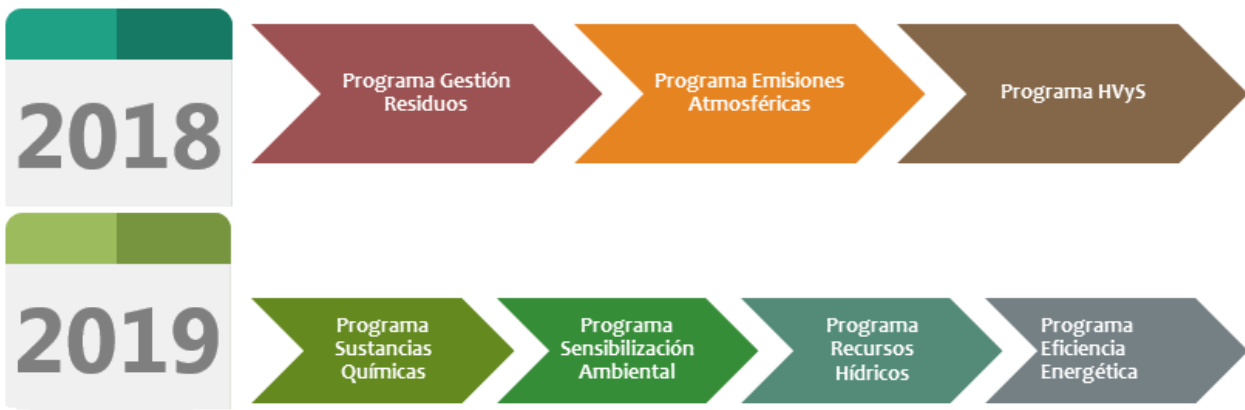 2018
Programa Gestión
Residuos
Programa Emisiones
Atmosféricas
Programa HVyS
2019
Programa
Sustancias
Químicas
Programa
Sensibilización
Ambiental
Programa
Recursos
Hídricos
Programa
Eficiencia
Energética